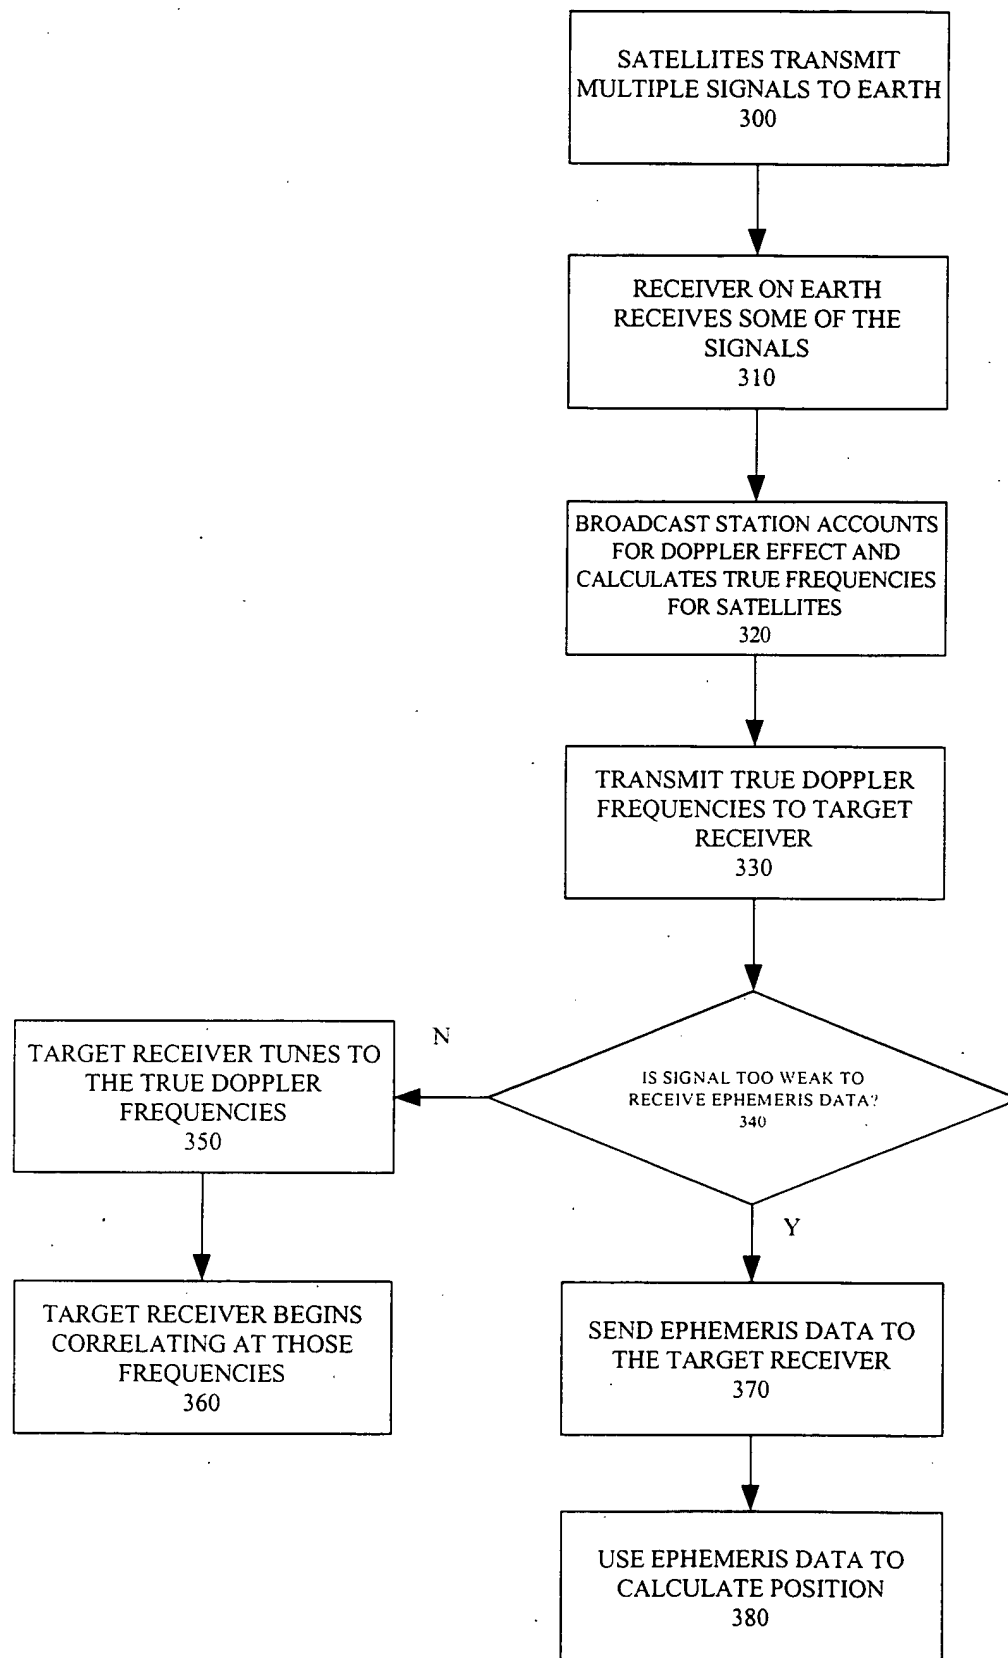 SATELLITES TRANSMIT
MULTIPLE SIGNALS TO EARTH
300
RECEIVER ON EARTH
RECEIVES SOME OF THE
SIGNALS
310
BROADCAST STATION ACCOUNTS
FOR DOPPLER EFFECT AND
CALCULATES TRUE FREQUENCIES
FOR SATELLITES
320
TRANSMIT TRUE DOPPLER
FREQUENCIES TO TARGET
RECEIVER
330
IS SIGNAL TOO WEAK TO
RECEIVE EPHEMERIS DATA?
340
N
TARGET RECEIVER TUNES TO
THE TRUE DOPPLER
FREQUENCIES
350
TARGET RECEIVER BEGINS
CORRELATING AT THOSE
FREQUENCIES
360
Y
SEND EPHEMERIS DATA TO
THE TARGET RECEIVER
370
USE EPHEMERIS DATA TO
CALCULATE POSITION
380